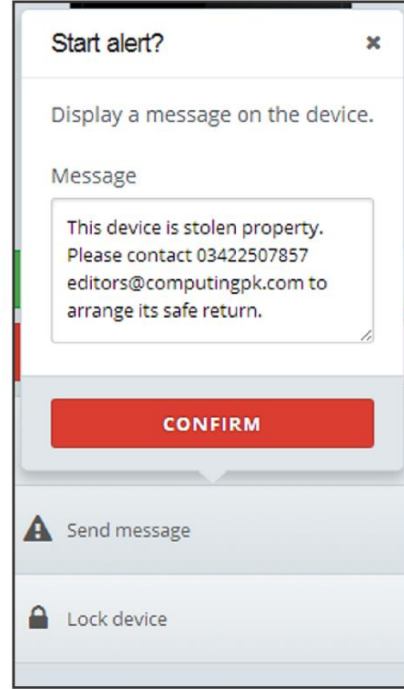 Start alert? ×
Display a message on the device.
Message
This device is stolen property.
Please contact 03422507857
editors@computingpk.com to
arrange its safe return.
CONFIRM
Send message
Lock device